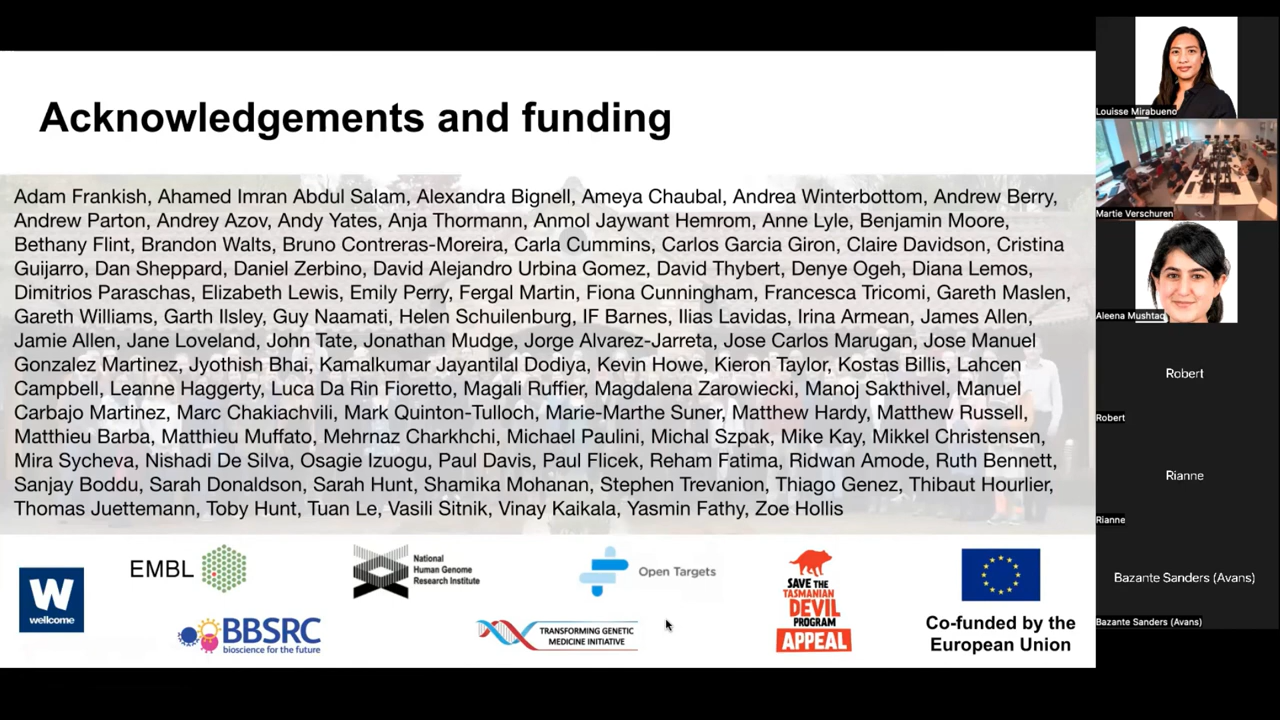 Acknowledgements and funding
Adam Frankish, Ahamed Imran Abdul Salam, Alexandra Bignell, Ameya Chaubal, Andrea Winterbottom, Andrew Berry,
Andrew Parton, Andrey Azov, Andy Yates, Anja Thormann, Anmol Jaywant Hemrom, Anne Lyle, Benjamin Moore,
Bethany Flint, Brandon Walts, Bruno Contreras-Moreira, Carla Cummins, Carlos Garcia Giron, Claire Davidson, Cristina
Guijarro, Dan Sheppard, Daniel Zerbino, David Alejandro Urbina Gomez, David Thybert, Denye Ogeh, Diana Lemos,
Dimitrios Paraschas, Elizabeth Lewis, Emily Perry, Fergal Martin, Fiona Cunningham, Francesca Tricomi, Gareth Maslen,
Gareth Williams, Garth Ilsley, Guy Naamati, Helen Schuilenburg, IF Barnes, Ilias Lavidas, Irina Armean, James Allen,
Jamie Allen, Jane Loveland, John Tate, Jonathan Mudge, Jorge Alvarez-Jarreta, Jose Carlos Marugan, Jose Manuel
Gonzalez Martinez, Jyothish Bhai, Kamalkumar Jayantilal Dodiya, Kevin Howe, Kieron Taylor, Kostas Billis, Lahcen
Campbell, Leanne Haggerty, Luca Da Rin Fioretto, Magali Ruffier, Magdalena Zarowiecki, Manoj Sakthivel, Manuel
Carbajo Martinez, Marc Chakiachvili, Mark Quinton-Tulloch, Marie-Marthe Suner, Matthew Hardy, Matthew Russell,
Matthieu Barba, Matthieu Muffato, Mehrnaz Charkhchi, Michael Paulini, Michal Szpak, Mike Kay, Mikkel Christensen,
Mira Sycheva, Nishadi De Silva, Osagie Izuogu, Paul Davis, Paul Flicek, Reham Fatima, Ridwan Amode, Ruth Bennett,
Sanjay Boddu, Sarah Donaldson, Sarah Hunt, Shamika Mohanan, Stephen Trevanion, Thiago Genez, Thibaut Hourlier,
Thomas Juettemann, Toby Hunt, Tuan Le, Vasili Sitnik, Vinay Kaikala, Yasmin Fathy, Zoe Hollis
W
wellcome
EMBL
BBSRC
bioscience for the future
National
Human Genome
Research Institute
TRANSFORMING GENETIC
MEDICINE INITIATIVE
Open Targets
SAVE THE
TASMANIAN
DEVIL
PROGRAM
APPEAL
Co-funded by the
European Union
Louisse Mirabueno
Martie Verschuren
Aleena Mushtaq
Robert
Robert
Rianne
Rianne
Bazante Sanders (Avans)
Bazante Sanders (Avans)